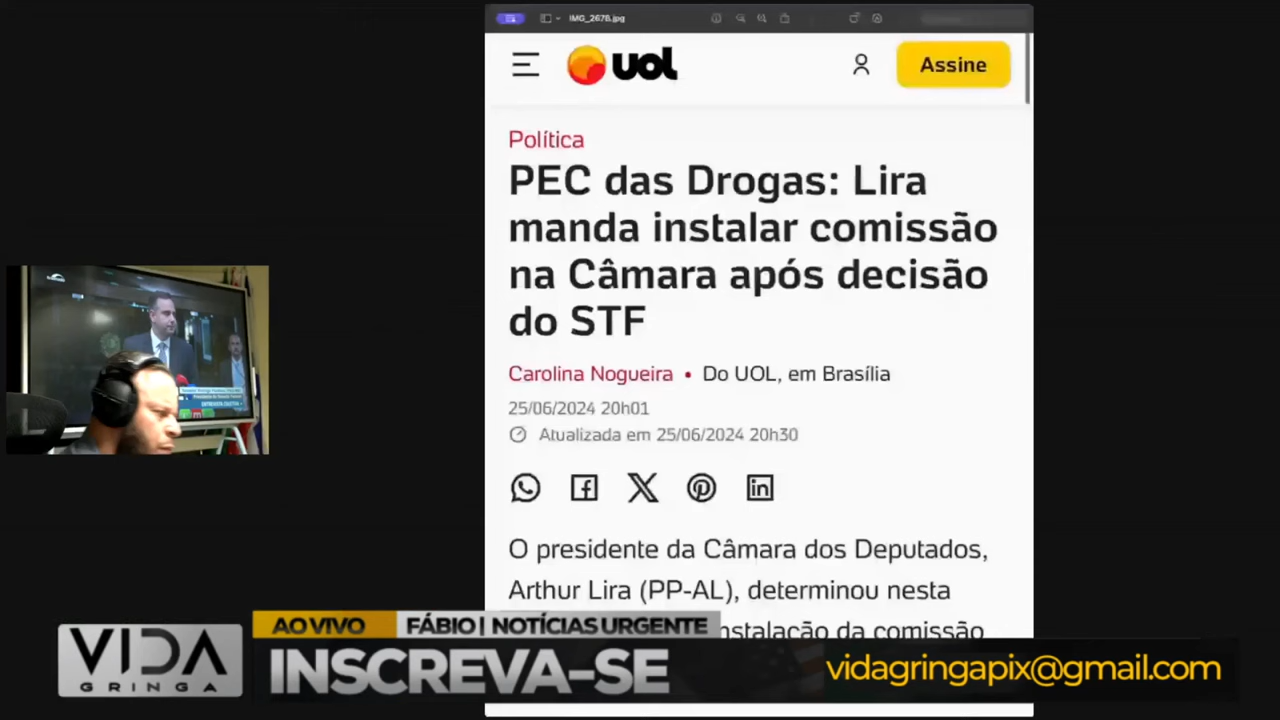 IMG_2678.jpg
uol
Assine
Política
PEC das Drogas: Lira
manda instalar comissão
na Câmara após decisão
do STF
Carolina Nogueira • Do UOL, em Brasília
25/06/2024 20h01
Atualizada em 25/06/2024 20h30
O presidente da Câmara dos Deputados,
Arthur Lira (PP-AL), determinou nesta
instalação da comissão
AO VIVO
FÁBIO | NOTÍCIAS URGENTE
VIDA
GRINGA
INSCREVA-SE
vidagringapix@gmail.com